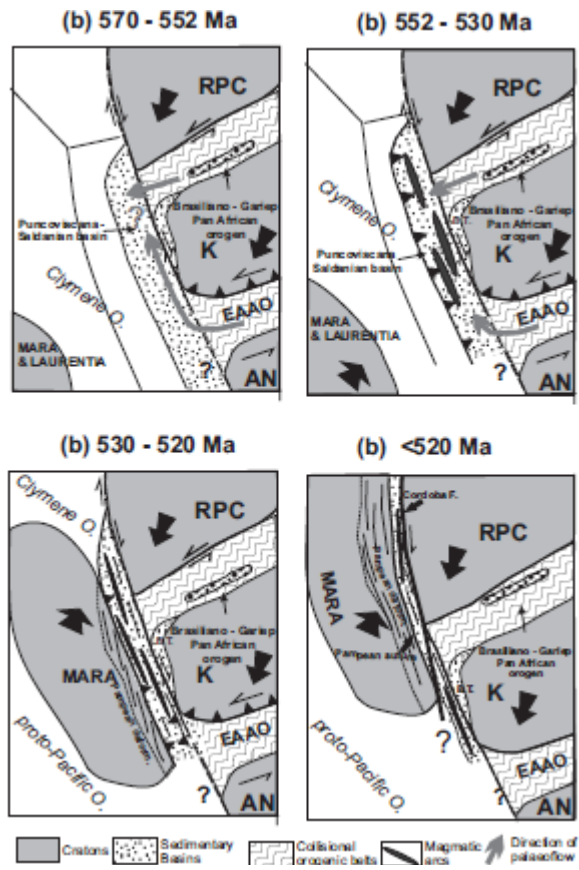 (b) 570 - 552 Ma
RPC
Brasiliano - Gariep
Pan African
orogen
Puncoviscana -
Saldanian basin
?
K
Clymene O.
EAAO
MARA
& LAURENTIA
?
AN
(b) 552 - 530 Ma
RPC
Clymene O.
Brasiliano - Gariep
Pan African
orogen
B.T.
Puncoviscana
Saldanian basin
K
MARA
& LAURENTIA
EAAO
?
AN
(b) 530 - 520 Ma
Clymene O.
RPC
Brasiliano - Gariep
Pan African
orogen
B.T.
K
MARA
proto-Pacific O.
EAAO
?
AN
(b) <520 Ma
Cordoba F.
RPC
MARA
Brasiliano - Gariep
Pan African
orogen
Pampean
B.T.
K
proto-Pacific O.
?
EAAO
?
AN
Cratons
Sedimentary
Basins
Collisional
orogenic belts
Magmatic
arcs
Direction of
palaeoflow